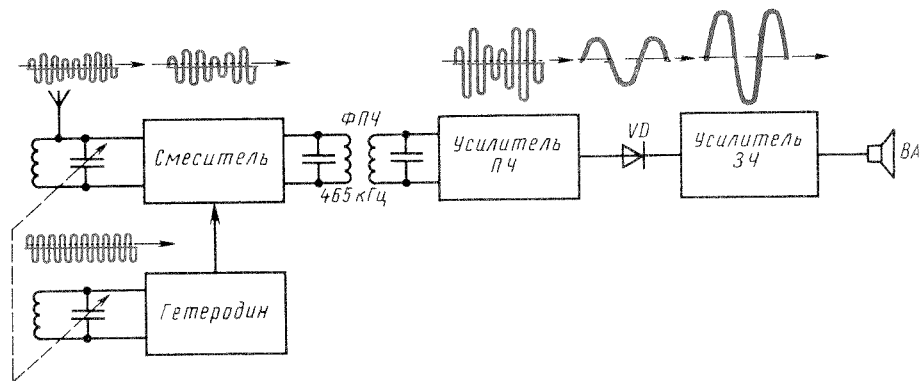 ФПЧ
Смеситель
465 кГц
Усилитель
ПЧ
VD
Усилитель
ЗЧ
ВА
Гетеродин